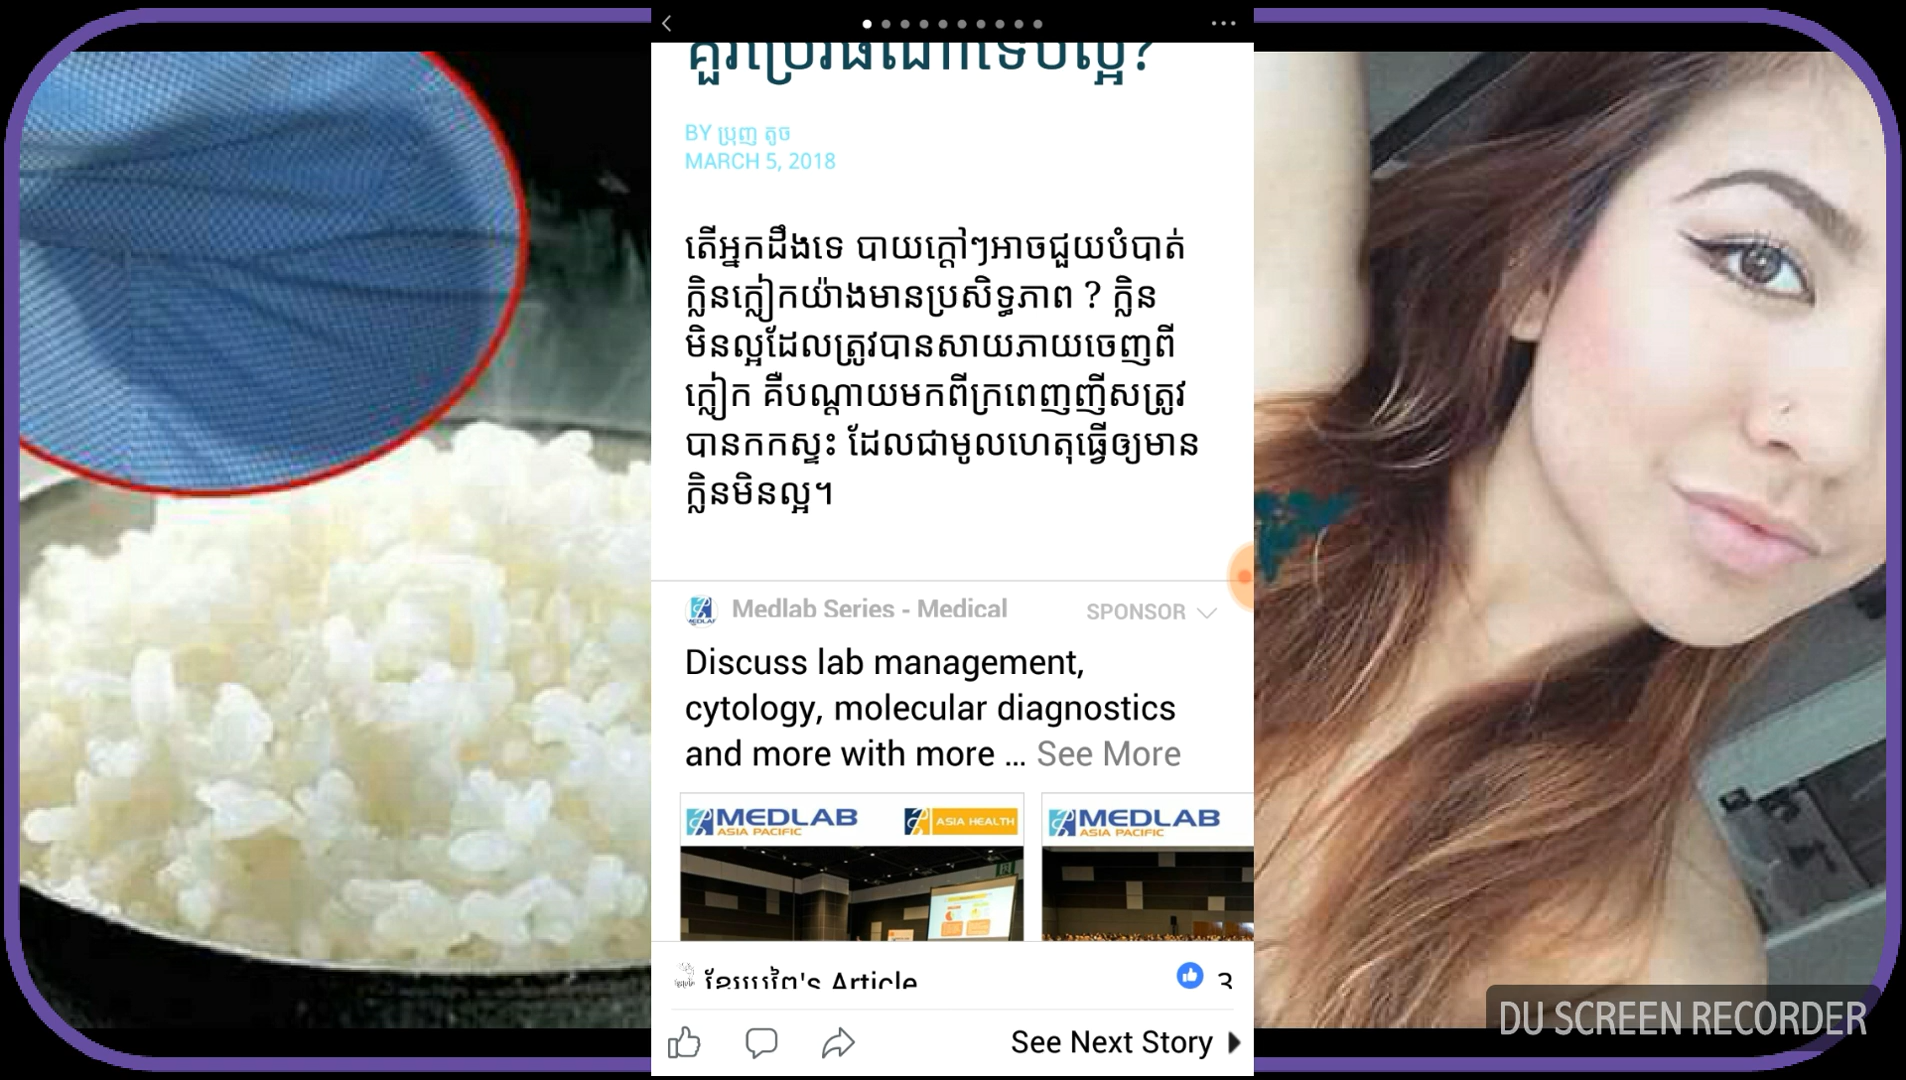 BY ប្រុញ តូច
MARCH 5, 2018
តើអ្នកដឹងទេ បាយក្តៅៗអាចជួយបំបាត់
ក្លិនក្លៀកយ៉ាងមានប្រសិទ្ធភាព ? ក្លិន
មិនល្អដែលត្រូវបានសាយភាយចេញពី
ក្លៀក គឺបណ្តាយមកពីក្រពេញញើសត្រូវ
បានកកស្ទះ ដែលជាមូលហេតុធ្វើឲ្យមាន
ក្លិនមិនល្អ។
Medlab Series - Medical
SPONSOR
Discuss lab management,
cytology, molecular diagnostics
and more with more ... See More
MEDLAB
ASIA PACIFIC
ASIA HEALTH
MEDLAB
ASIA PACIFIC
's Article
3
See Next Story
DU SCREEN RECORDER